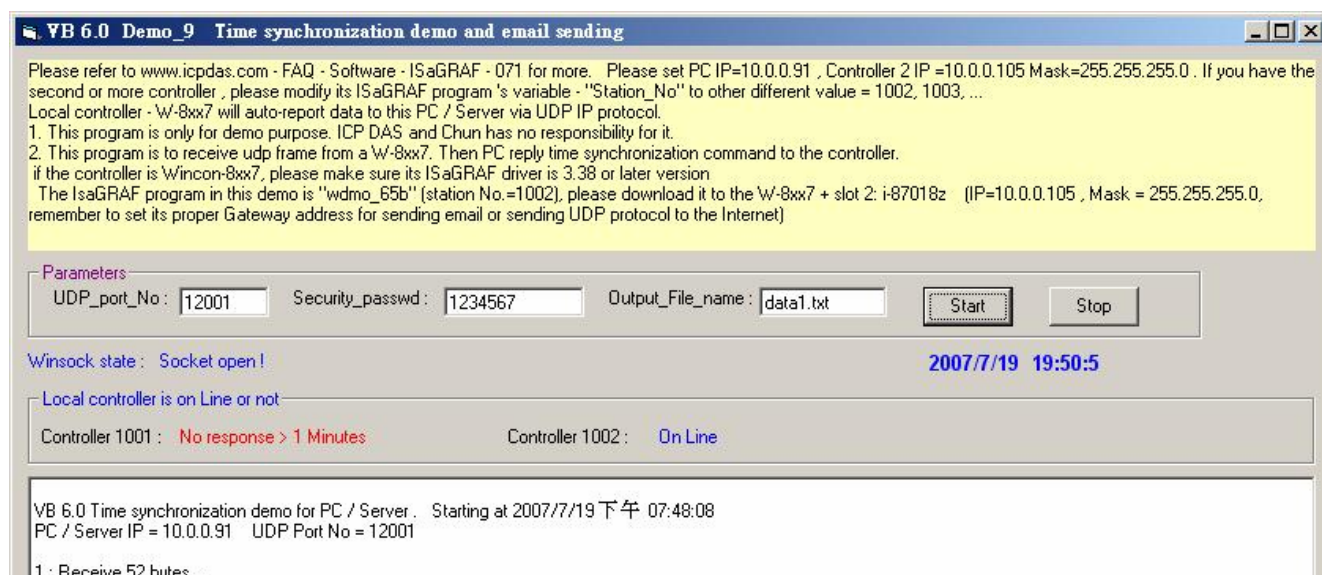 VB 6.0 Demo_9 Time synchronization demo and email sending
Please refer to www.icpdas.com - FAQ - Software - ISaGRAF - 071 for more. Please set PC IP=10.0.0.91 , Controller 2 IP =10.0.0.105 Mask=255.255.255.0 . If you have the
second or more controller , please modify its ISaGRAF program 's variable - "Station_No" to other different value = 1002, 1003, ...
Local controller - W-8xx7 will auto-report data to this PC / Server via UDP IP protocol.
1. This program is only for demo purpose. ICP DAS and Chun has no responsibility for it.
2. This program is to receive udp frame from a W-8xx7. Then PC reply time synchronization command to the controller.
if the controller is Wincon-8xx7, please make sure its ISaGRAF driver is 3.38 or later version
The IsaGRAF program in this demo is "wdmo_65b" (station No.=1002), please download it to the W-8xx7 + slot 2: i-87018z (IP=10.0.0.105 , Mask = 255.255.255.0,
remember to set its proper Gateway address for sending email or sending UDP protocol to the Internet)
Parameters
UDP_port_No : 12001 Security_passwd : 1234567 Output_File_name : data1.txt Start Stop
Winsock state : Socket open ! 2007/7/19 19:50:5
Local controller is on Line or not
Controller 1001 : No response > 1 Minutes Controller 1002 : On Line
VB 6.0 Time synchronization demo for PC / Server . Starting at 2007/7/19 下午 07:48:08
PC / Server IP = 10.0.0.91 UDP Port No = 12001
1 : Receive 52 bytes